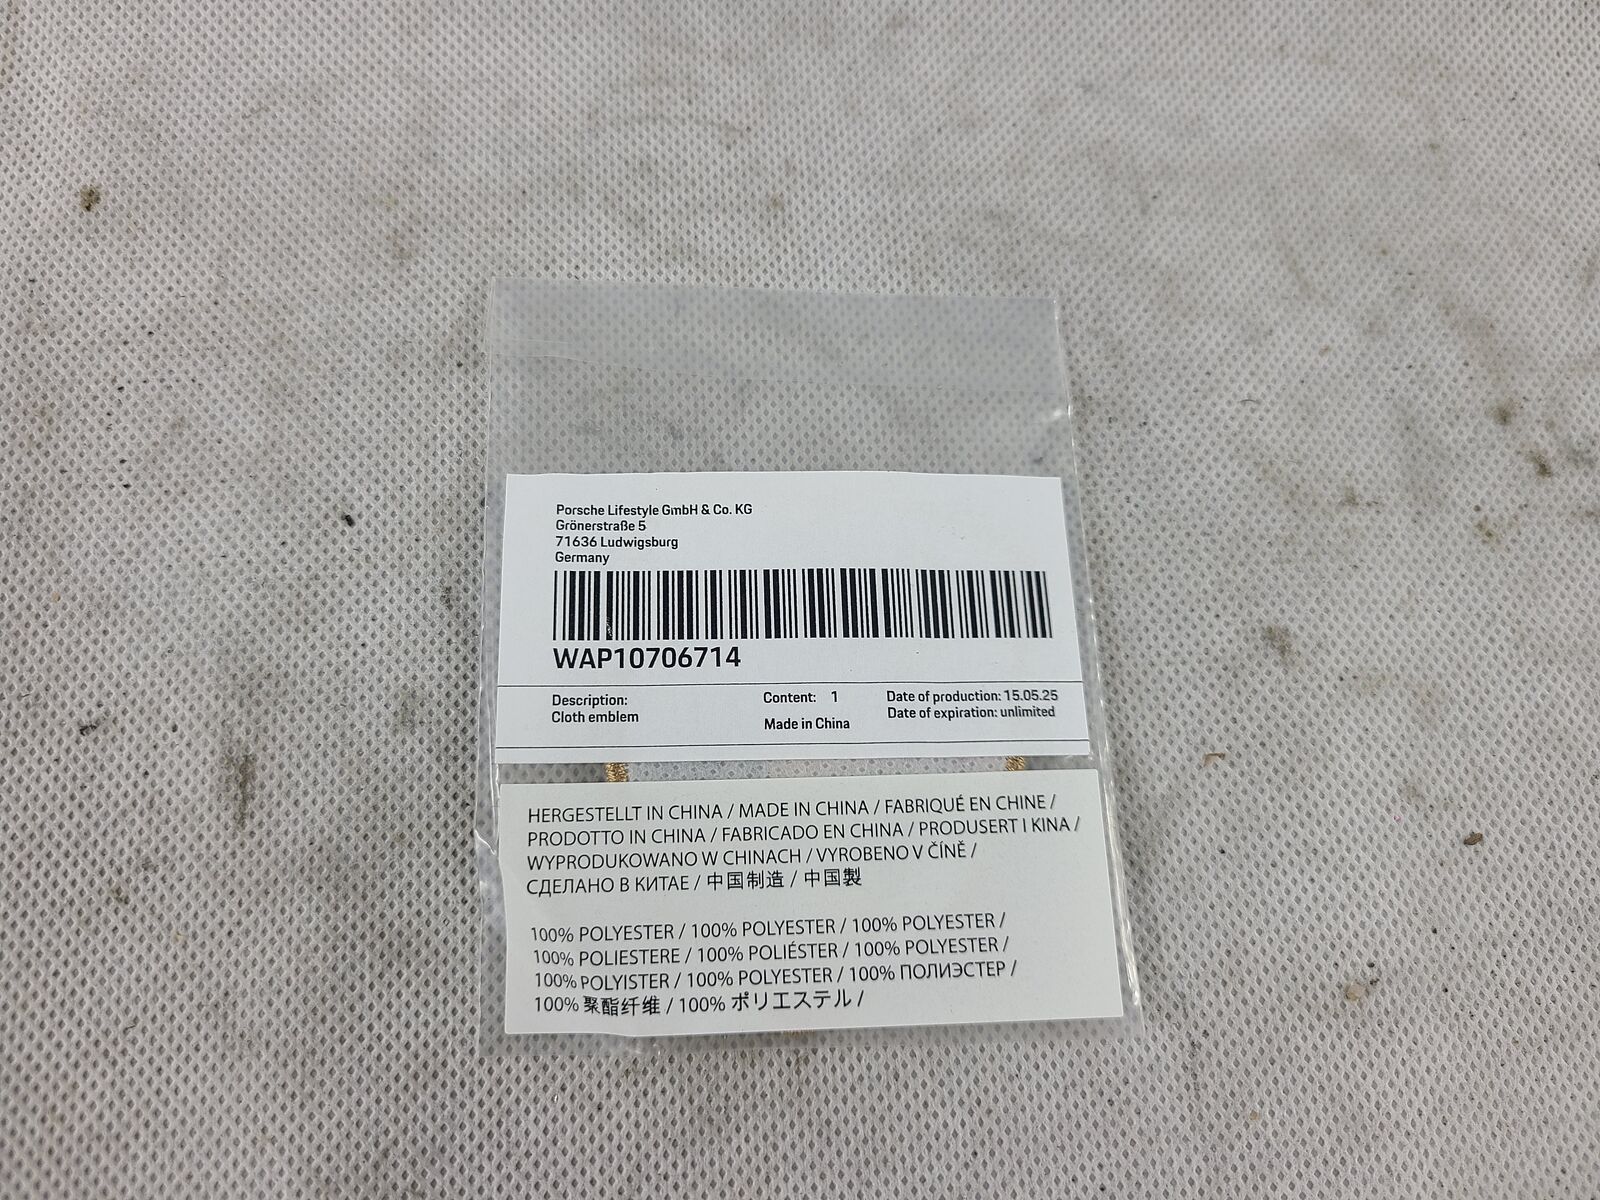 Porsche Lifestyle GmbH & Co. KG
Grönerstraße 5
71636 Ludwigsburg
Germany
WAP10706714
Description:
Cloth emblem
Content: 1
Made in China
Date of production: 15.05.25
Date of expiration: unlimited
HERGESTELLT IN CHINA / MADE IN CHINA / FABRIQUÉ EN CHINE /
PRODOTTO IN CHINA / FABRICADO EN CHINA / PRODUSERT I KINA /
WYPRODUKOWANO W CHINACH / VYROBENO V ČÍNĚ /
СДЕЛАНО В КИТАЕ / 中国制造 / 中国製
100% POLYESTER / 100% POLYESTER / 100% POLYESTER /
100% POLIESTERE / 100% POLIÉSTER / 100% POLYESTER /
100% POLYISTER / 100% POLYESTER / 100% ПОЛИЭСТЕР /
100% 聚酯纤维 / 100% ポリエステル /